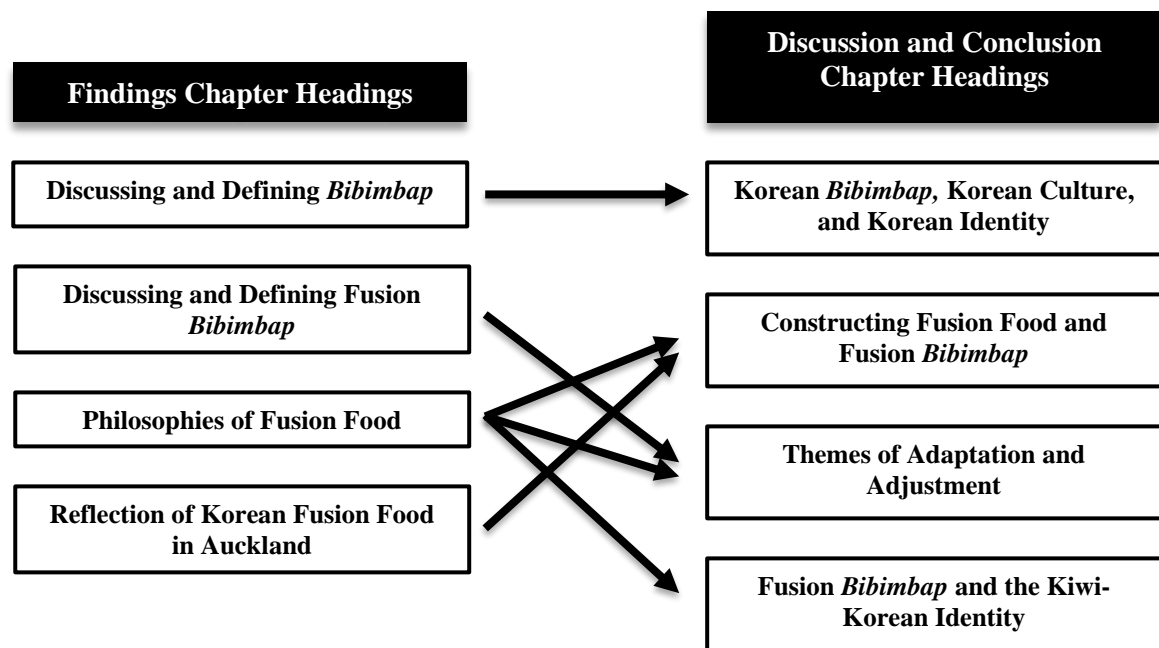 Findings Chapter Headings
Discussing and Defining Bibimbap
Discussing and Defining Fusion
Bibimbap
Philosophies of Fusion Food
Reflection of Korean Fusion Food
in Auckland
Discussion and Conclusion
Chapter Headings
Korean Bibimbap, Korean Culture,
and Korean Identity
Constructing Fusion Food and
Fusion Bibimbap
Themes of Adaptation and
Adjustment
Fusion Bibimbap and the Kiwi-
Korean Identity